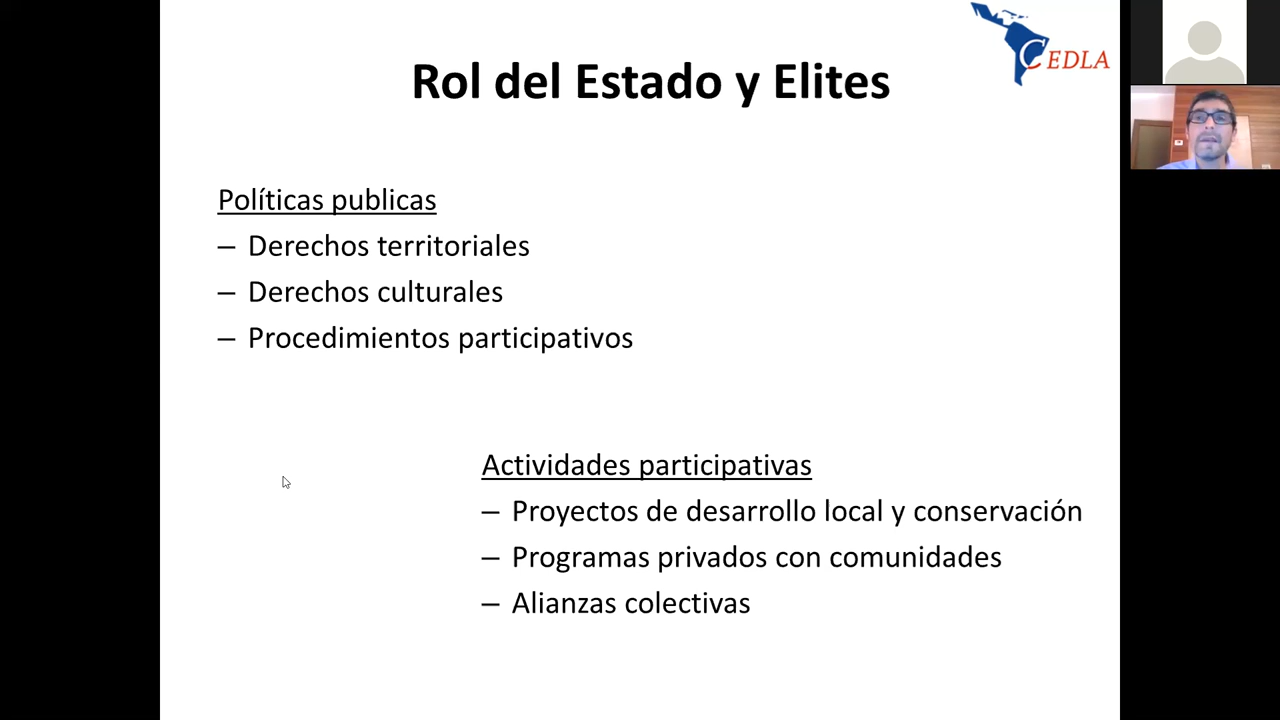 Rol del Estado y Elites
CEDLA
Políticas publicas
– Derechos territoriales
– Derechos culturales
– Procedimientos participativos
Actividades participativas
– Proyectos de desarrollo local y conservación
– Programas privados con comunidades
– Alianzas colectivas